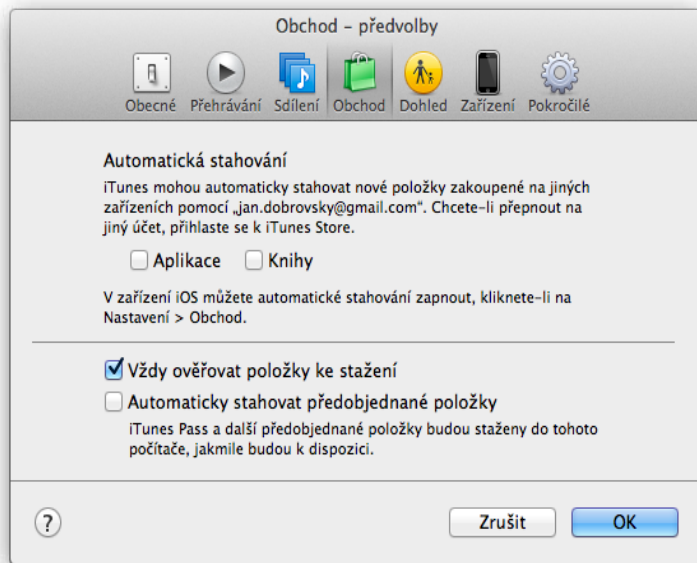 Obchod – předvolby
Obecné Přehrávání Sdílení Obchod Dohled Zařízení Pokročilé
Automatická stahování
iTunes mohou automaticky stahovat nové položky zakoupené na jiných
zařízeních pomocí „jan.dobrovsky@gmail.com“. Chcete-li přepnout na
jiný účet, přihlaste se k iTunes Store.
Aplikace Knihy
V zařízení iOS můžete automatické stahování zapnout, kliknete-li na
Nastavení > Obchod.
Vždy ověřovat položky ke stažení
Automaticky stahovat předobjednané položky
iTunes Pass a další předobjednané položky budou staženy do tohoto
počítače, jakmile budou k dispozici.
? Zrušit OK